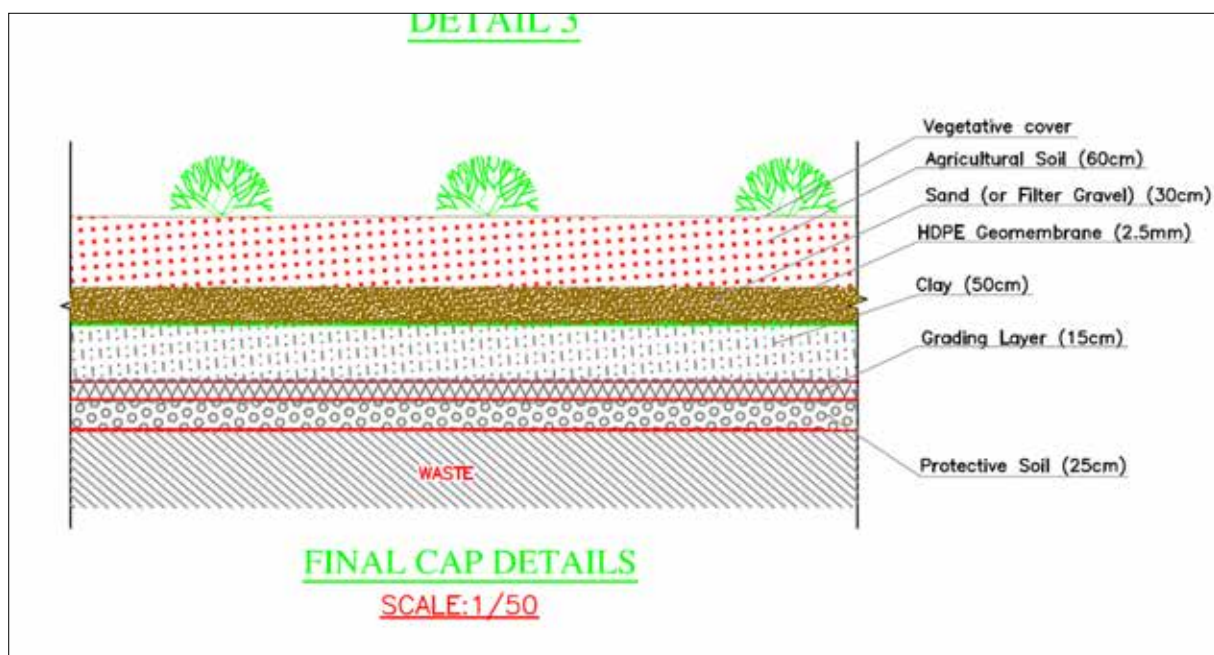 DETAIL 3
Vegetative cover
Agricultural Soil (60cm)
Sand (or Filter Gravel) (30cm)
HDPE Geomembrane (2.5mm)
Clay (50cm)
Grading Layer (15cm)
Protective Soil (25cm)
WASTE
FINAL CAP DETAILS
SCALE:1/50